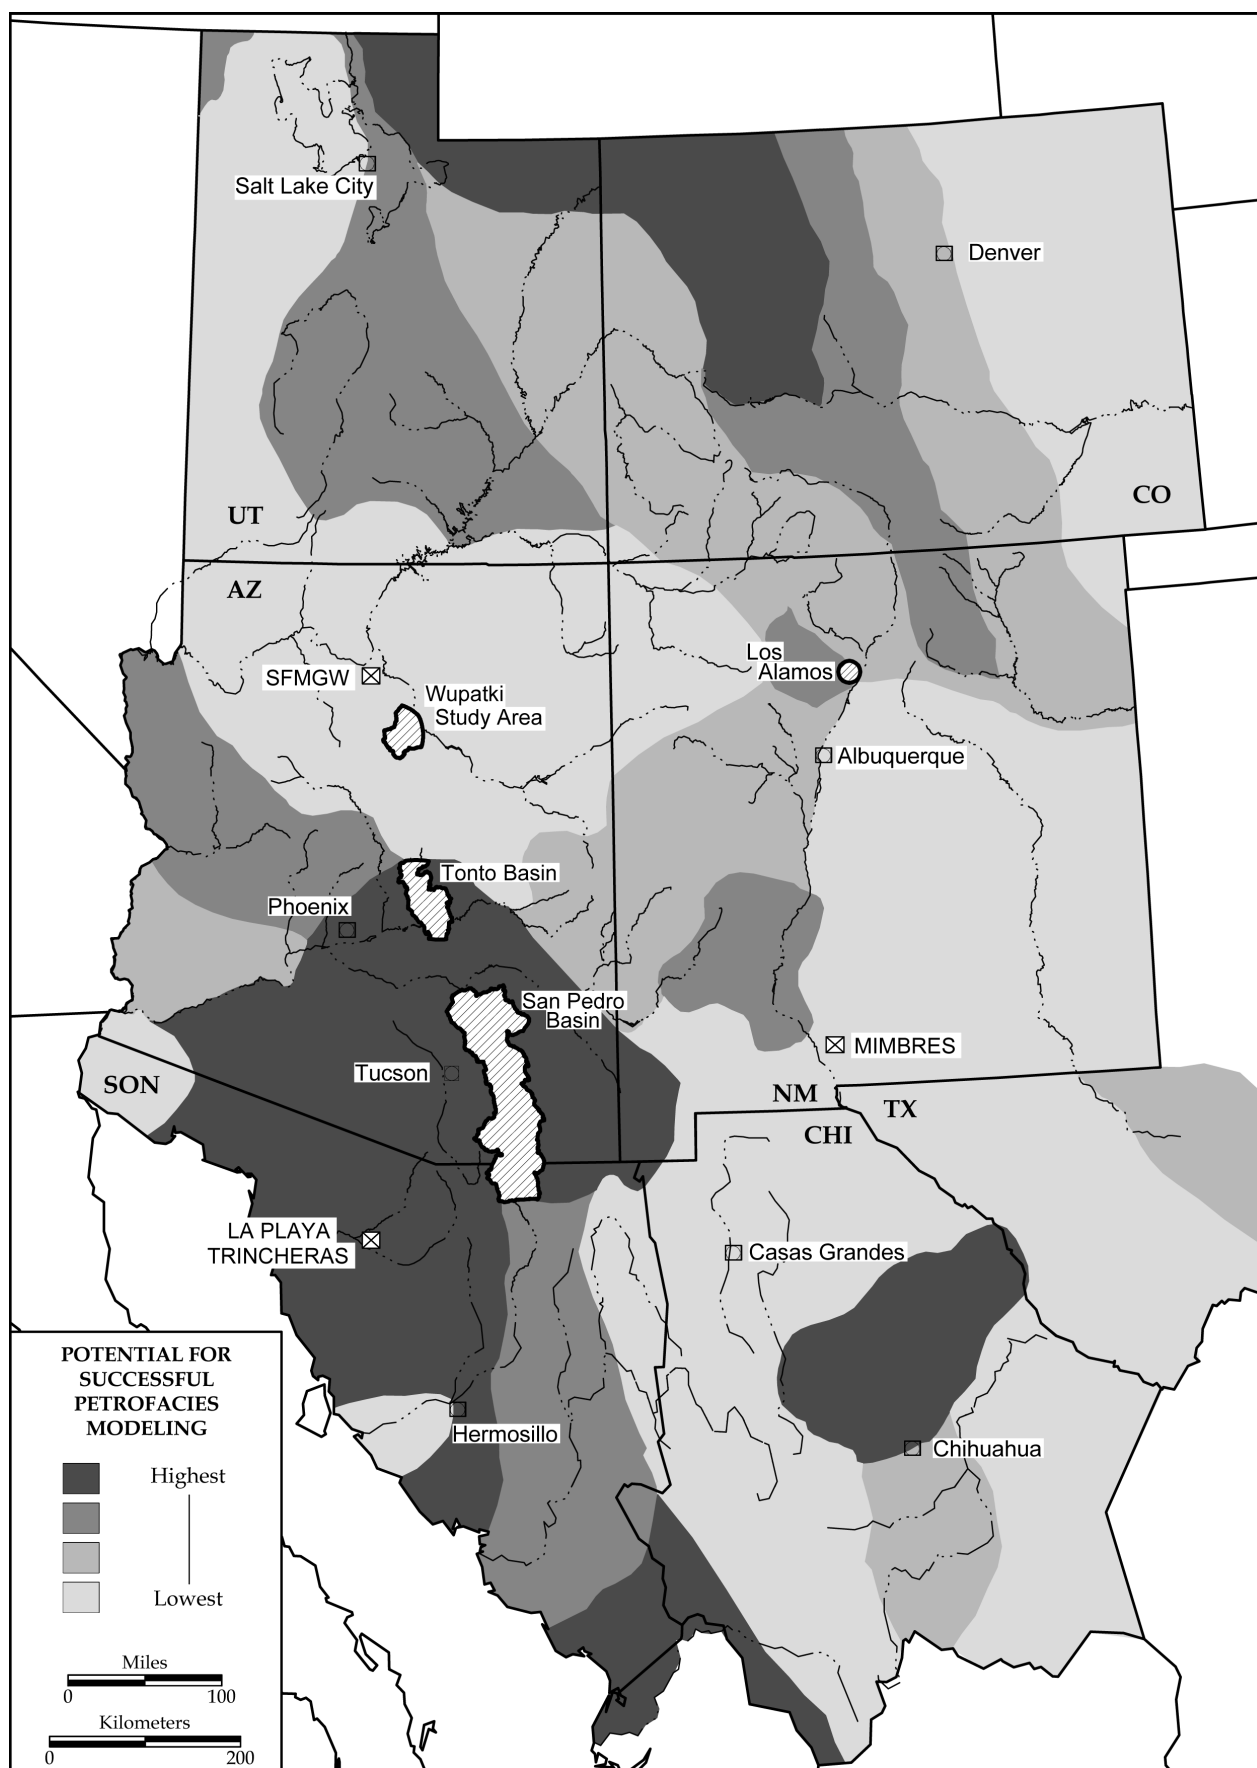 Salt Lake City
Denver
UT
CO
AZ
Los
Alamos
SFMGW
Wupatki
Study Area
Albuquerque
Tonto Basin
Phoenix
San Pedro
Basin
MIMBRES
Tucson
SON
NM
TX
CHI
LA PLAYA
TRINCHERAS
Casas Grandes
Hermosillo
Chihuahua
POTENTIAL FOR
SUCCESSFUL
PETROFACIES
MODELING
Highest
Lowest
Miles
0 100
Kilometers
0 200